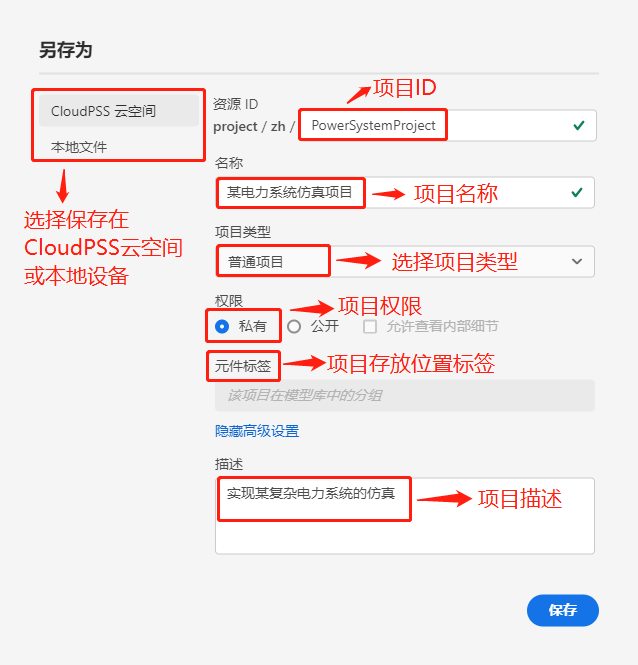 另存为
CloudPSS 云空间
本地文件
选择保存在
CloudPSS云空间
或本地设备
资源 ID
项目ID
project / zh / PowerSystemProject
名称
某电力系统仿真项目
项目名称
项目类型
普通项目
选择项目类型
权限
项目权限
私有
公开
允许查看内部细节
元件标签
项目存放位置标签
该项目在模型库中的分组
隐藏高级设置
描述
实现某复杂电力系统的仿真
项目描述
保存